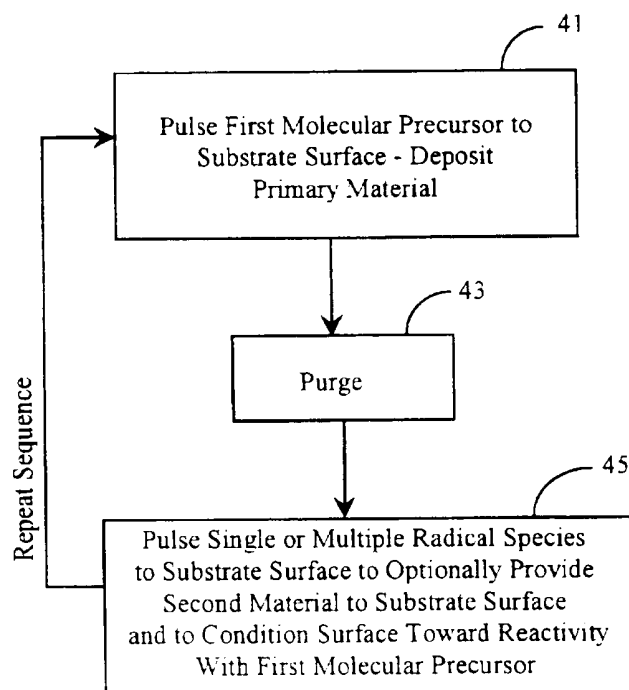 41
Pulse First Molecular Precursor to
Substrate Surface - Deposit
Primary Material
43
Purge
Repeat Sequence
45
Pulse Single or Multiple Radical Species
to Substrate Surface to Optionally Provide
Second Material to Substrate Surface
and to Condition Surface Toward Reactivity
With First Molecular Precursor